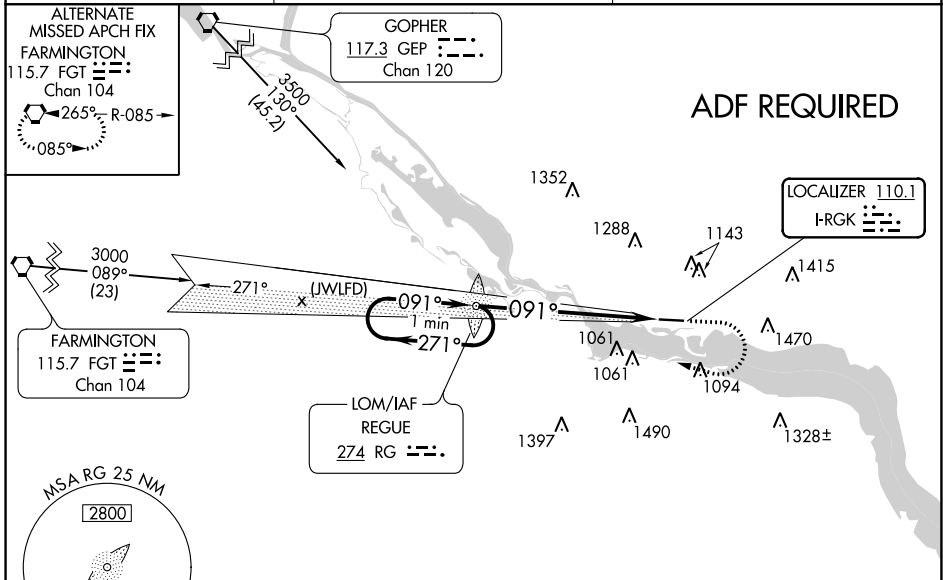 ALTERNATE
MISSED APCH FIX
FARMINGTON
115.7 FGT
Chan 104
265° R-085
085°
GOPHER
117.3 GEP
Chan 120
3500
130°
(45.2)
ADF REQUIRED
1352
1288
1143
1415
LOCALIZER 110.1
I-RGK
3000
089°
(23)
271°
(JWLFD)
091°
1 min
271°
091°
FARMINGTON
115.7 FGT
Chan 104
1061
1061
1470
1094
LOM/IAF
REGUE
274 RG
1397
1490
1328±
MSA RG 25 NM
2800